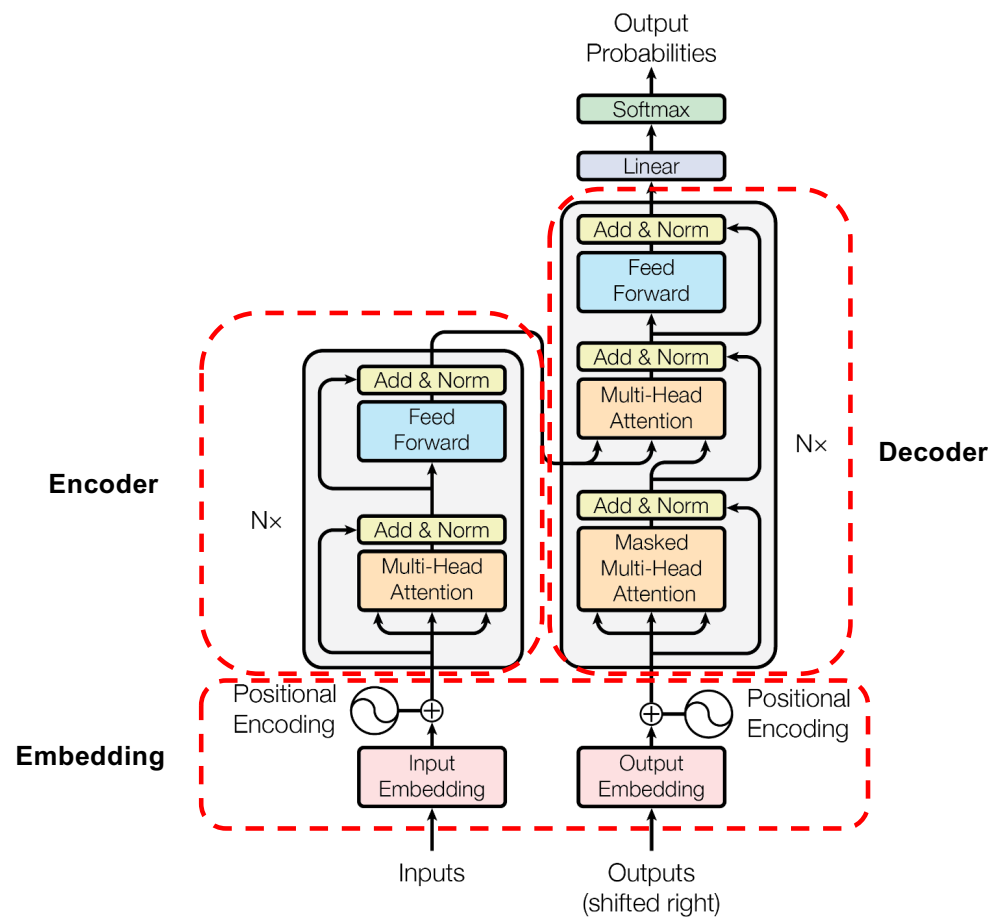 Output
Probabilities
Softmax
Linear
Add & Norm
Feed
Forward
Add & Norm
Multi-Head
Attention
Add & Norm
Masked
Multi-Head
Attention
N×
Decoder
Add & Norm
Feed
Forward
Add & Norm
Multi-Head
Attention
N×
Encoder
Positional
Encoding
Positional
Encoding
Embedding
Input
Embedding
Output
Embedding
Inputs
Outputs
(shifted right)